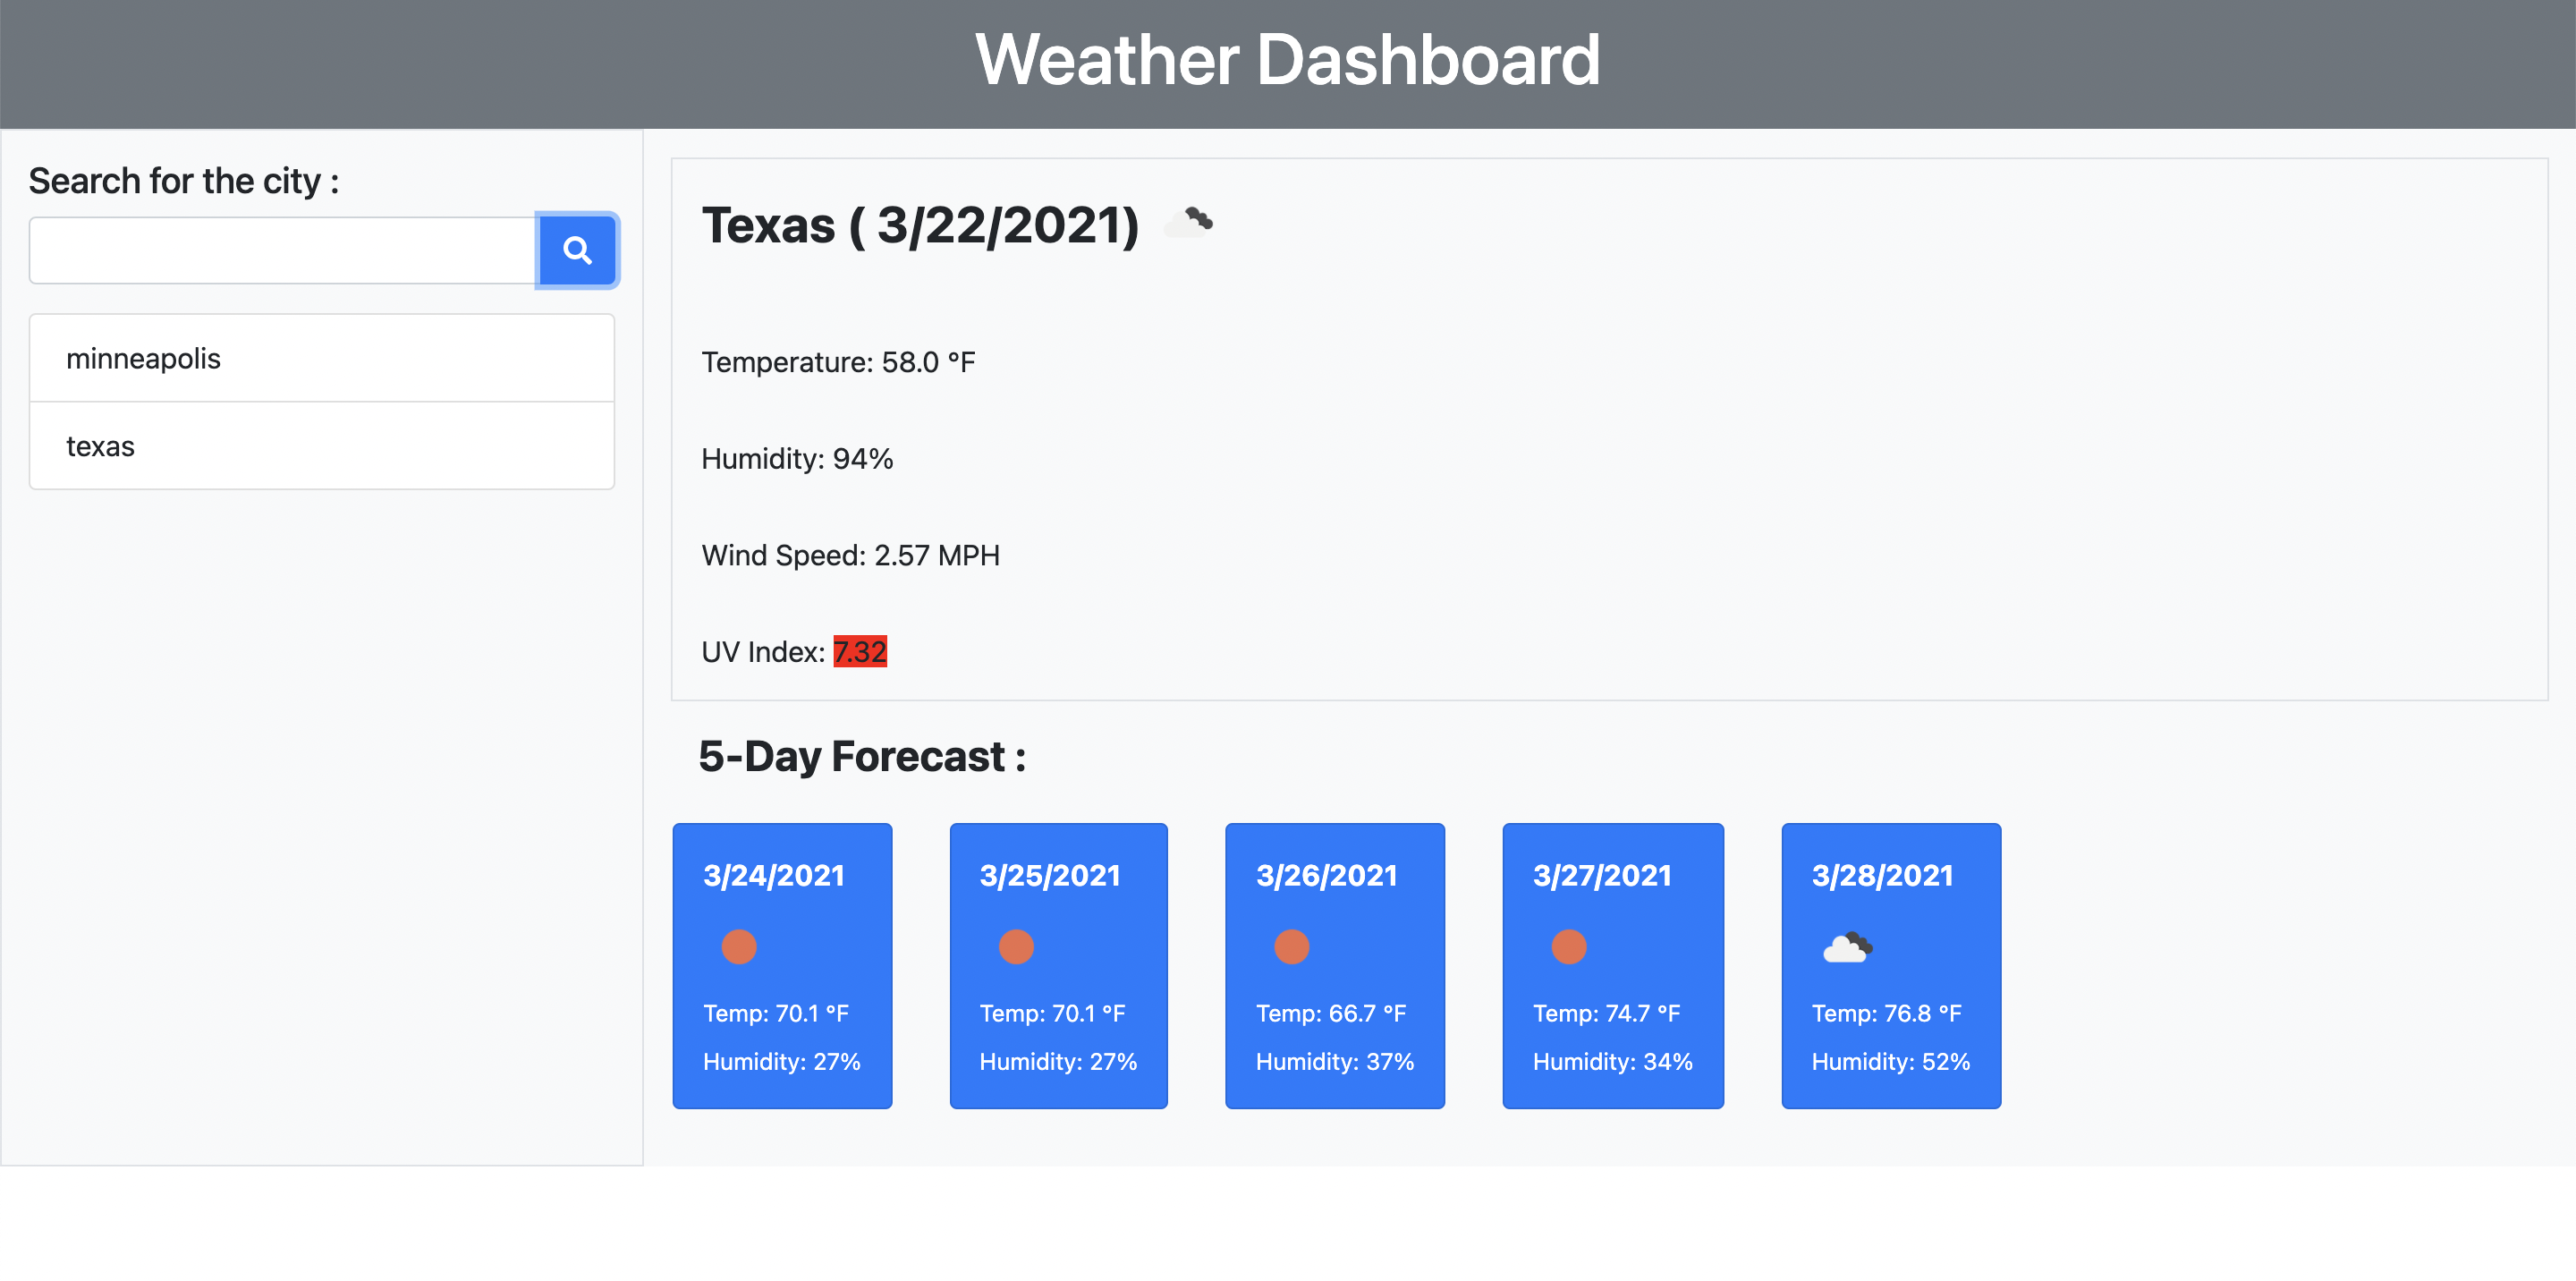 Weather Dashboard
Search for the city :
minneapolis
texas
Texas ( 3/22/2021)
Temperature: 58.0 °F
Humidity: 94%
Wind Speed: 2.57 MPH
UV Index: 7.32
5-Day Forecast :
3/24/2021
Temp: 70.1 °F
Humidity: 27%
3/25/2021
Temp: 70.1 °F
Humidity: 27%
3/26/2021
Temp: 66.7 °F
Humidity: 37%
3/27/2021
Temp: 74.7 °F
Humidity: 34%
3/28/2021
Temp: 76.8 °F
Humidity: 52%